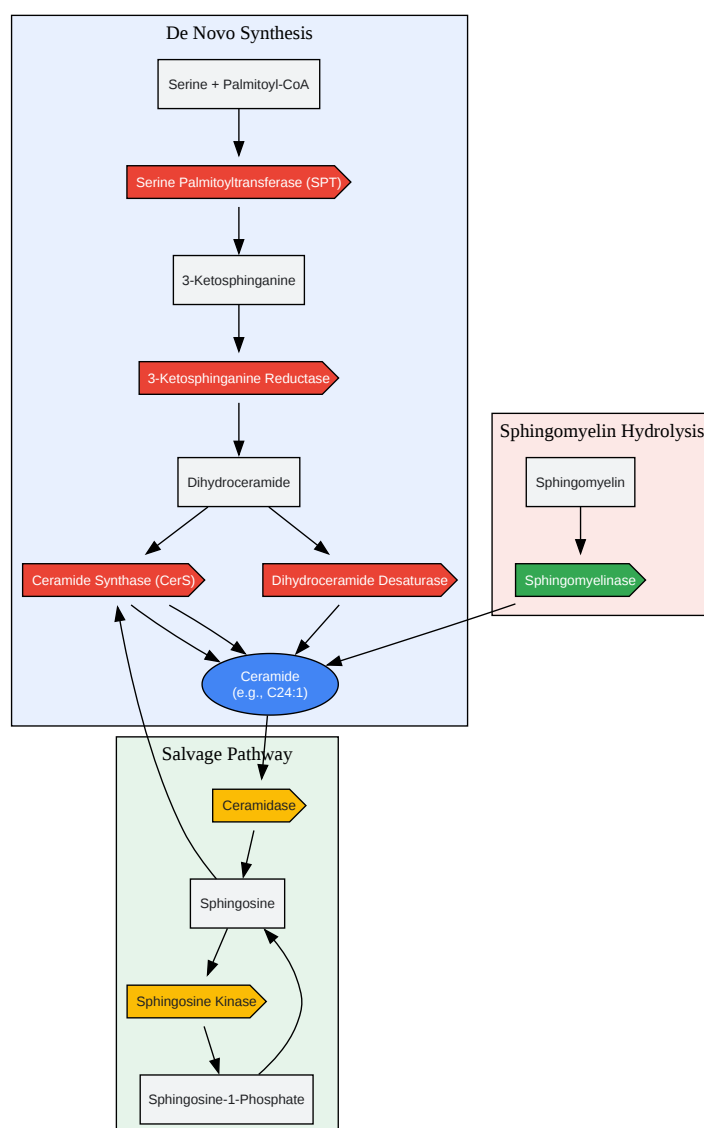 De Novo Synthesis
Serine + Palmitoyl-CoA
Serine Palmitoyltransferase (SPT)
3-Ketosphinganine
3-Ketosphinganine Reductase
Dihydroceramide
Ceramide Synthase (CerS)
Dihydroceramide Desaturase
Ceramide
(e.g., C24:1)
Sphingomyelin Hydrolysis
Sphingomyelin
Sphingomyelinase
Salvage Pathway
Ceramidase
Sphingosine
Sphingosine Kinase
Sphingosine-1-Phosphate